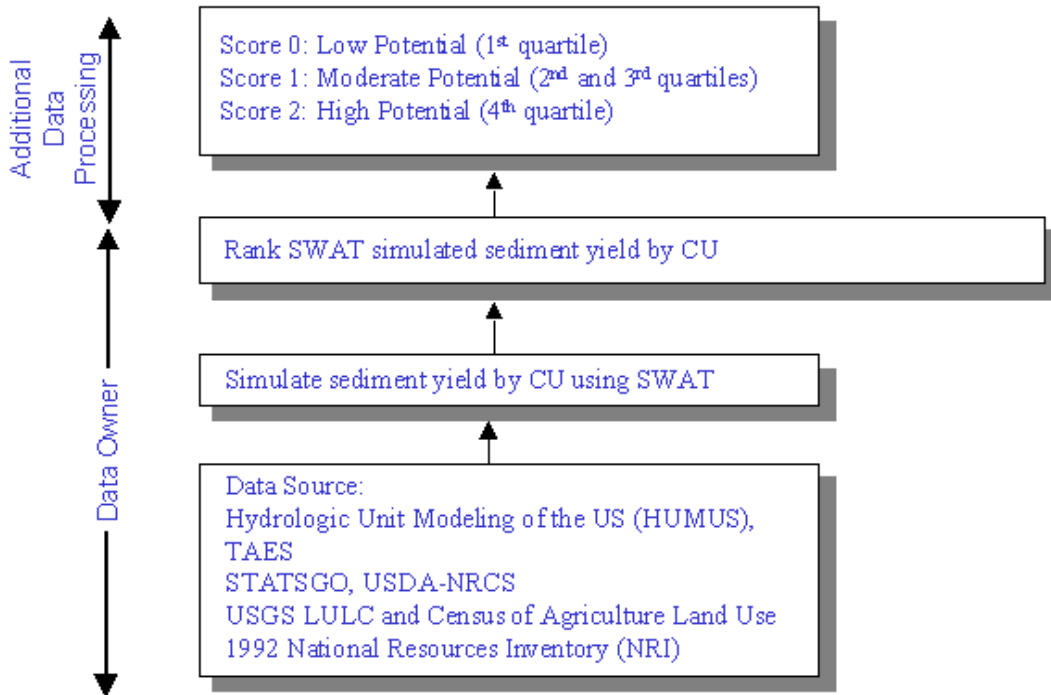 Additional
Data
Processing
Score 0: Low Potential (1st quartile)
Score 1: Moderate Potential (2nd and 3rd quartiles)
Score 2: High Potential (4th quartile)
Rank SWAT simulated sediment yield by CU
Data Owner
Simulate sediment yield by CU using SWAT
Data Source:
Hydrologic Unit Modeling of the US (HUMUS),
TAES
STATSGO, USDA-NRCS
USGS LULC and Census of Agriculture Land Use
1992 National Resources Inventory (NRI)